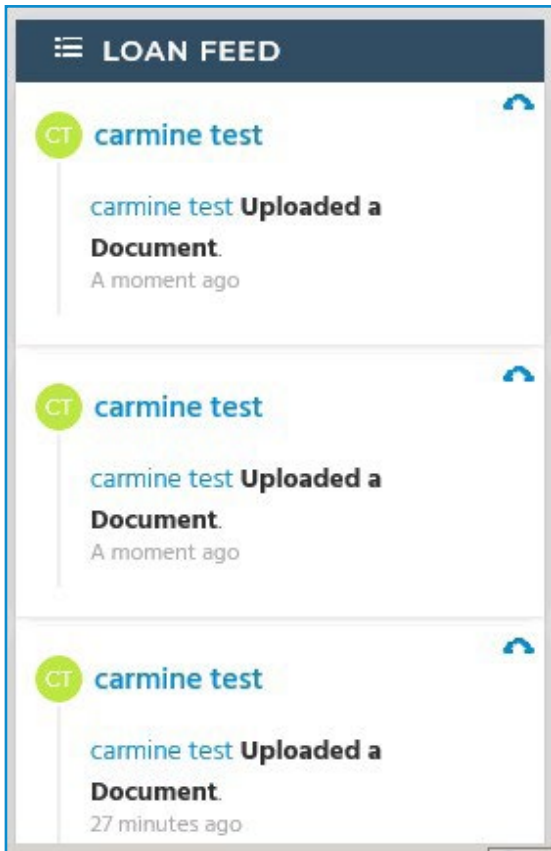 LOAN FEED
CT carmine test
carmine test Uploaded a
Document.
A moment ago
CT carmine test
carmine test Uploaded a
Document.
A moment ago
CT carmine test
carmine test Uploaded a
Document.
27 minutes ago